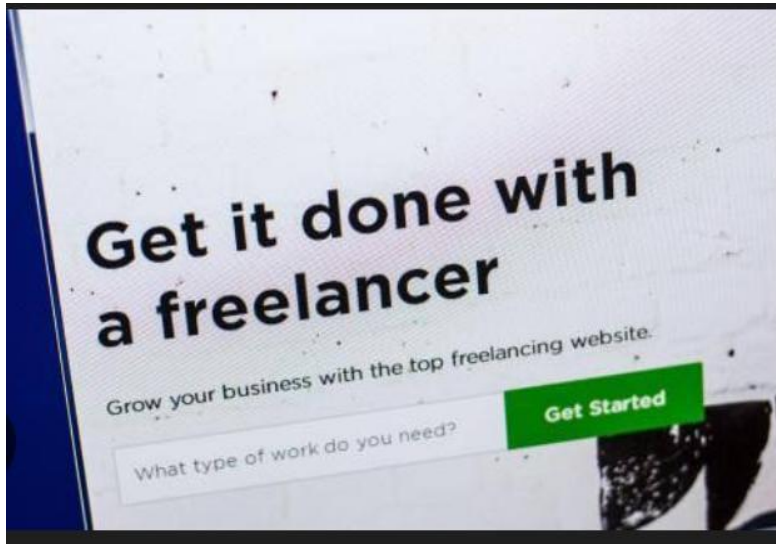 Get it done with
a freelancer
Grow your business with the top freelancing website.
What type of work do you need?
Get Started